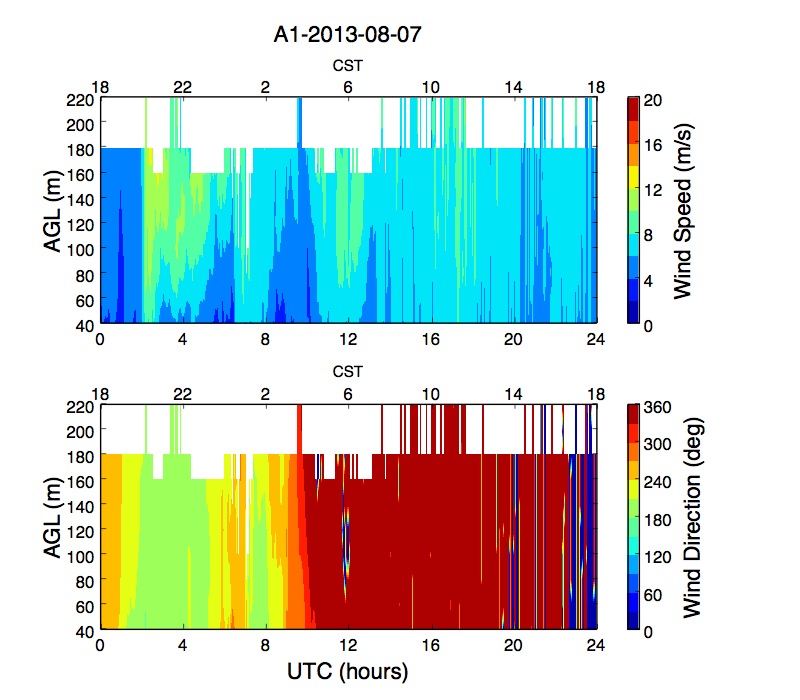 A1-2013-08-07
CST
18 22 2 6 10 14 18
220
200
180
160
140
120
100
80
60
40
AGL (m)
0 4 8 12 16 20 24
20
16
12
8
4
0
Wind Speed (m/s)
CST
18 22 2 6 10 14 18
220
200
180
160
140
120
100
80
60
40
AGL (m)
0 4 8 12 16 20 24
UTC (hours)
360
300
240
180
120
60
0
Wind Direction (deg)